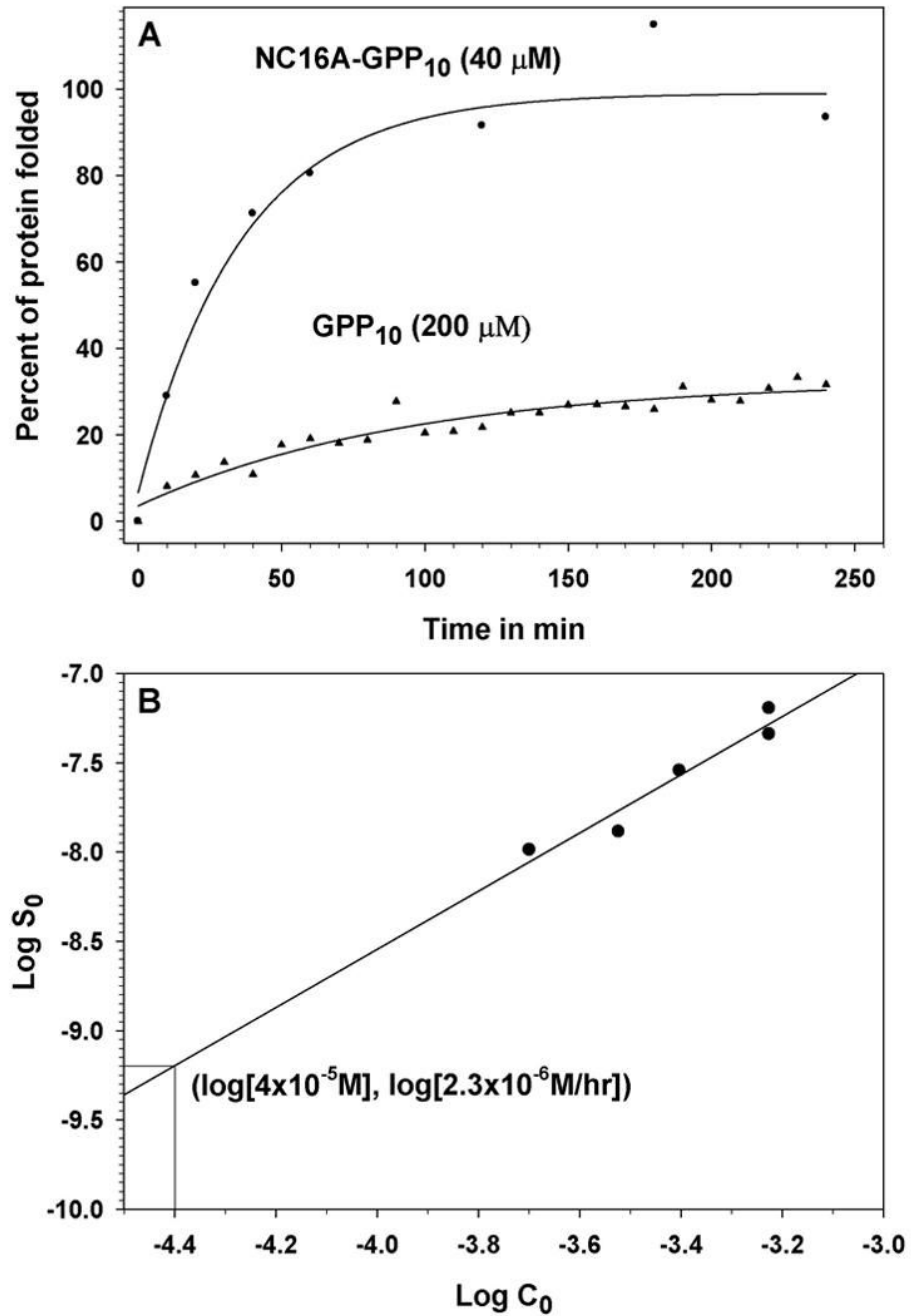 A
NC16A-GPP10 (40 μM)
GPP10 (200 μM)
Percent of protein folded
100
80
60
40
20
0
0 50 100 150 200 250
Time in min
B
-7.0
-7.5
-8.0
-8.5
-9.0
-9.5
-10.0
Log S0
(log[4x10-5M], log[2.3x10-6M/hr])
-4.4 -4.2 -4.0 -3.8 -3.6 -3.4 -3.2 -3.0
Log C0